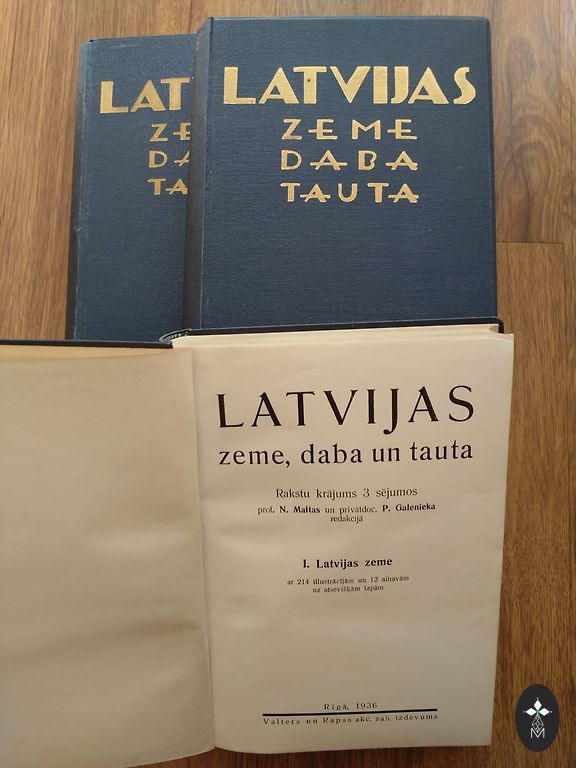 LATVIJAS
ZEME
DABA
TAUTA
LATVIJAS
zeme, daba un tauta
Rakstu krājums 3 sējumos
prof. N. Maltas un privātdoc. P. Galenieka
redakcijā
I. Latvijas zeme
ar 214 illustrācijām un 12 ainavām
uz atsevišķām lapām
Rīgā, 1936
Valtera un Rapas akc. sab. izdevums
M